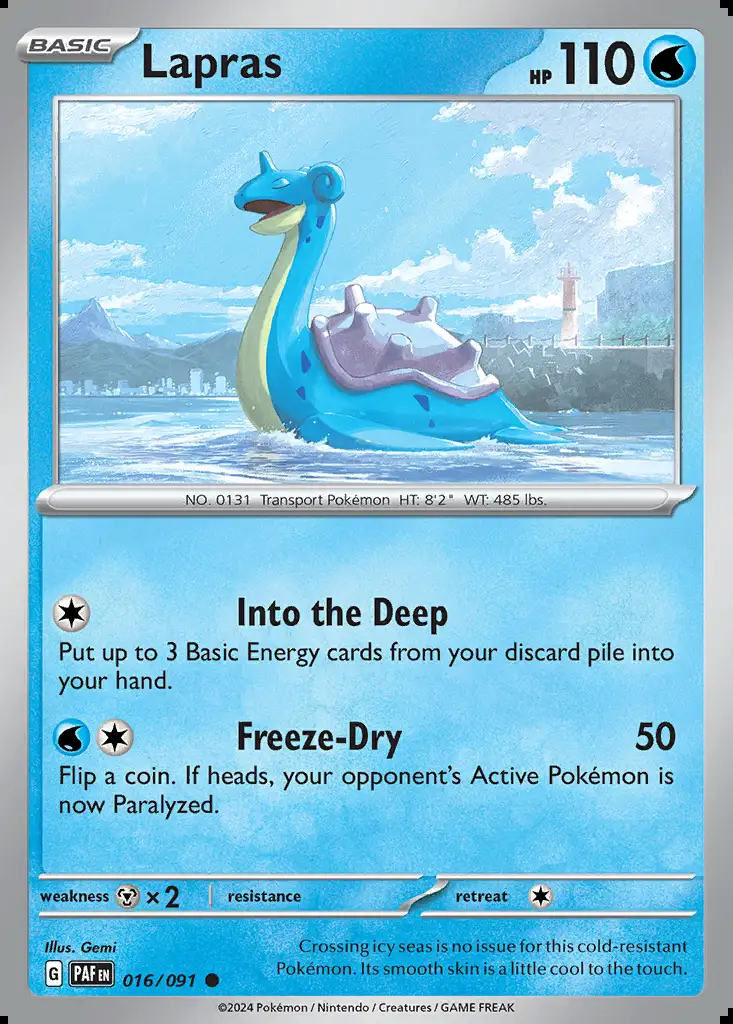 BASIC
Lapras
HP 110
NO. 0131 Transport Pokémon HT: 8'2" WT: 485 lbs.
Into the Deep
Put up to 3 Basic Energy cards from your discard pile into
your hand.
Freeze-Dry 50
Flip a coin. If heads, your opponent's Active Pokémon is
now Paralyzed.
weakness ×2 resistance retreat
Illus. Gemi
Crossing icy seas is no issue for this cold-resistant
Pokémon. Its smooth skin is a little cool to the touch.
G PAF EN 016/091
©2024 Pokémon / Nintendo / Creatures / GAME FREAK